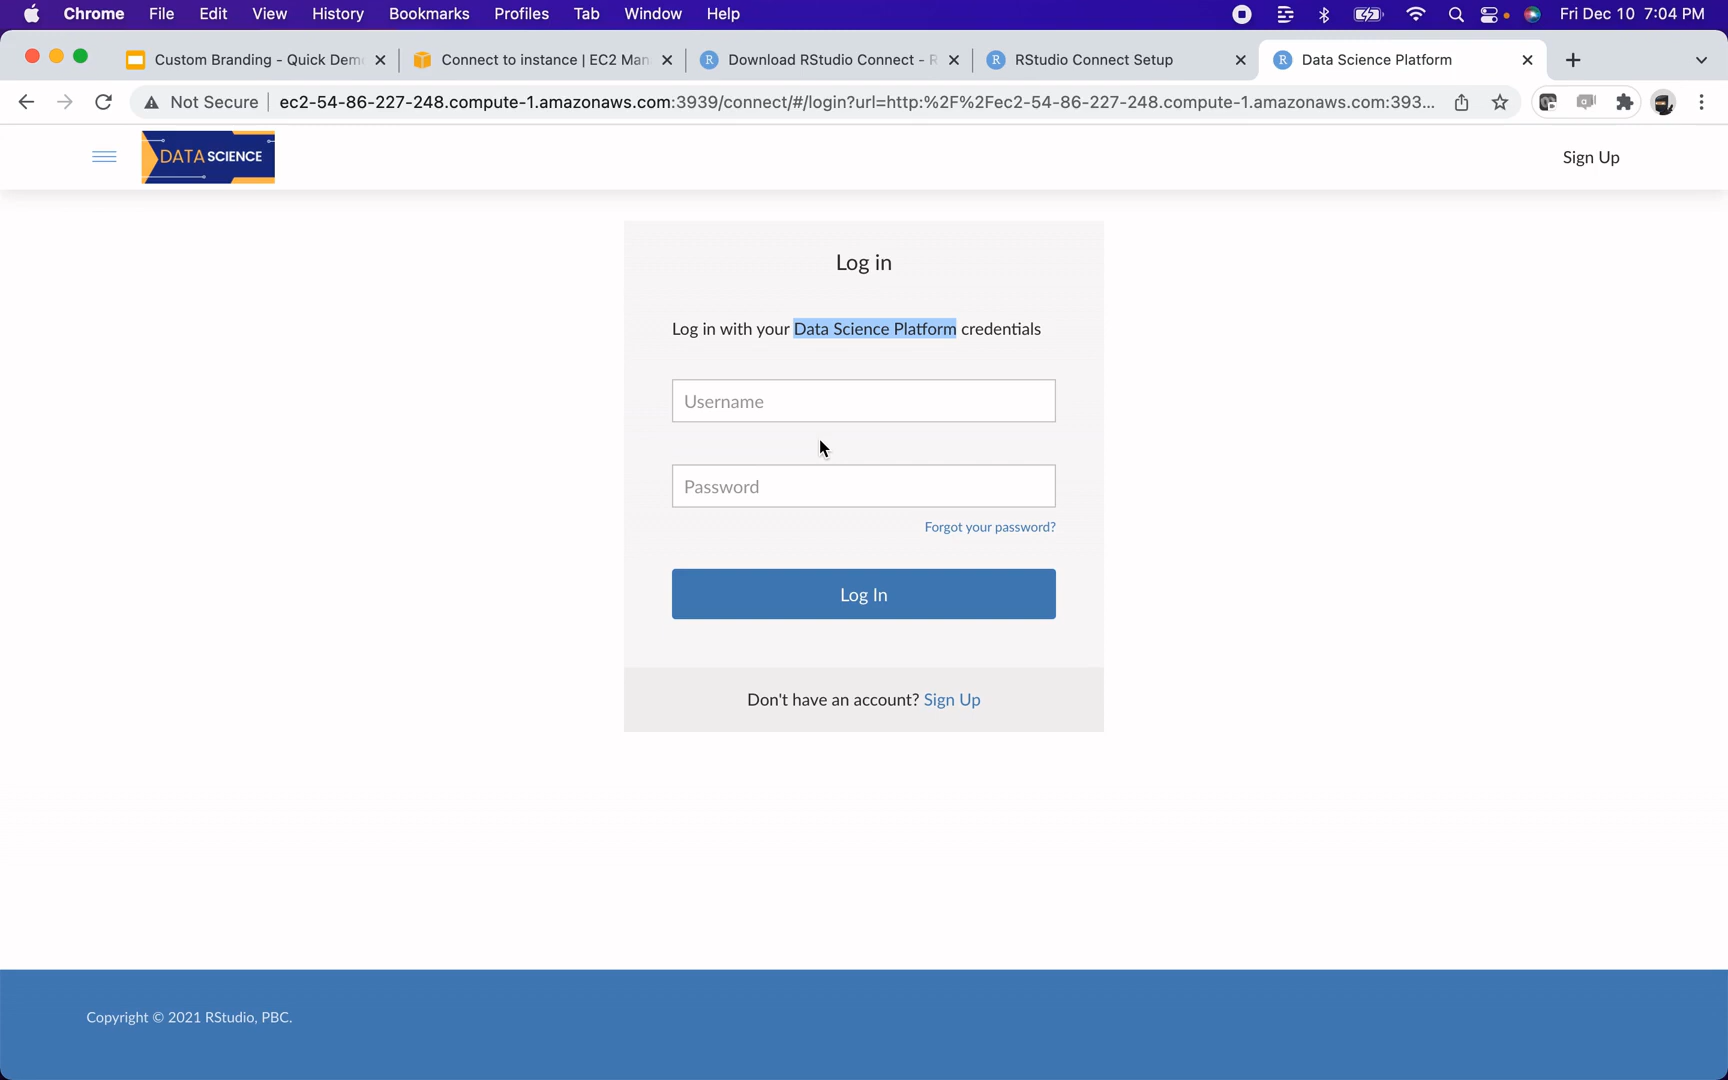 Chrome File Edit View History Bookmarks Profiles Tab Window Help Fri Dec 10 7:04 PM
Custom Branding - Quick Dem Connect to instance | EC2 Man Download RStudio Connect - R RStudio Connect Setup Data Science Platform
Not Secure ec2-54-86-227-248.compute-1.amazonaws.com:3939/connect/#/login?url=http:%2F%2Fec2-54-86-227-248.compute-1.amazonaws.com:393...
DATA SCIENCE Sign Up
Log in
Log in with your Data Science Platform credentials
Username
Password
Forgot your password?
Log In
Don't have an account? Sign Up
Copyright © 2021 RStudio, PBC.